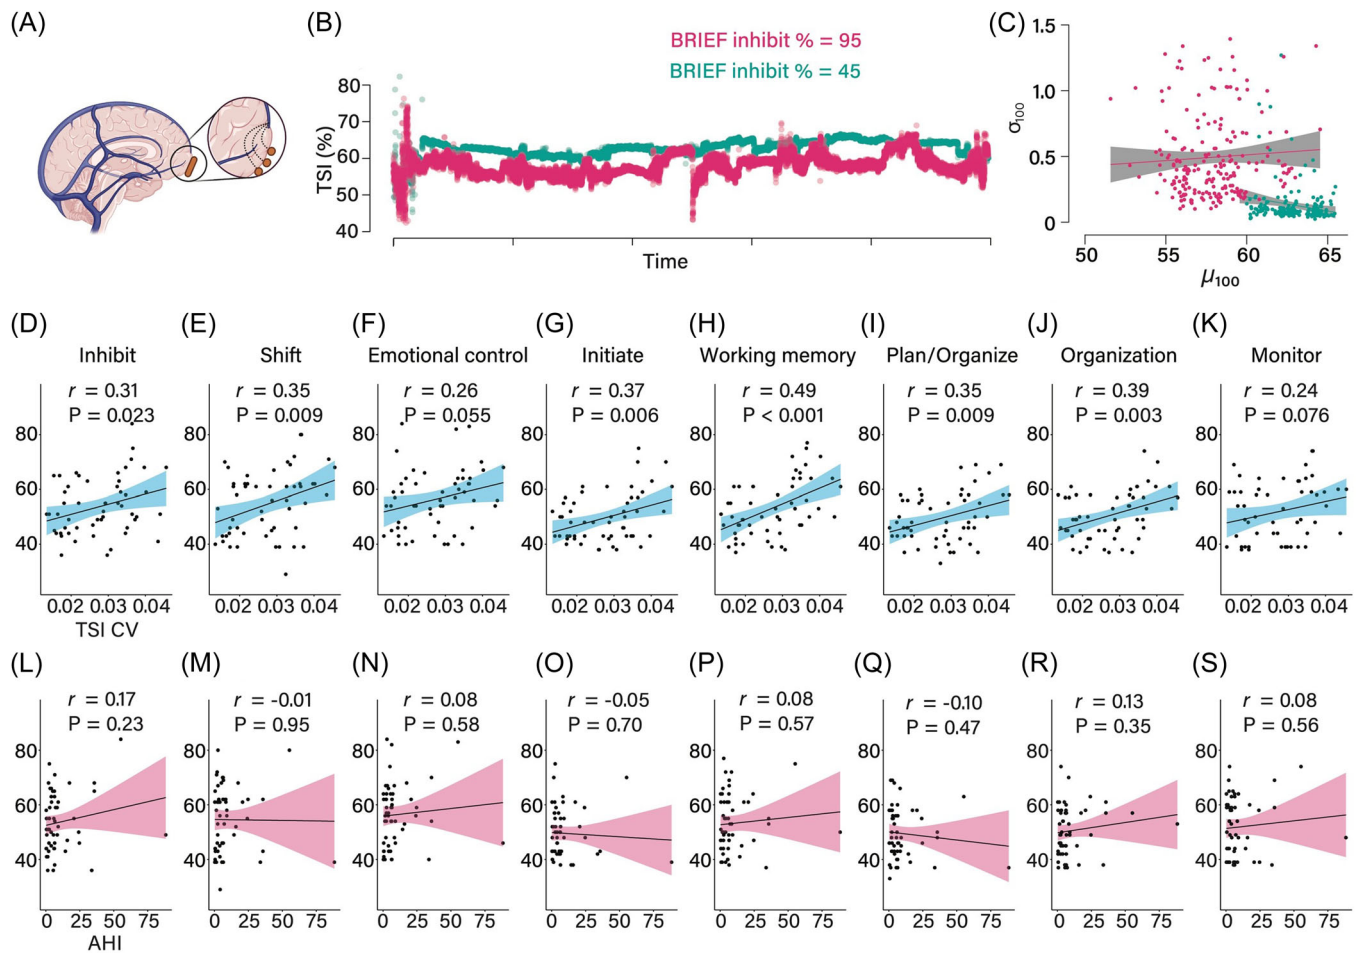 (A)
(B)
BRIEF inhibit % = 95
BRIEF inhibit % = 45
TSI (%)
80
70
60
50
40
Time
(C)
σ100
1.5
1.0
0.5
0
50
55
60
65
μ100
(D)
Inhibit
r = 0.31
P = 0.023
80
60
40
0.02 0.03 0.04
TSI CV
(E)
Shift
r = 0.35
P = 0.009
80
60
40
0.02 0.03 0.04
(F)
Emotional control
r = 0.26
P = 0.055
80
60
40
0.02 0.03 0.04
(G)
Initiate
r = 0.37
P = 0.006
80
60
40
0.02 0.03 0.04
(H)
Working memory
r = 0.49
P < 0.001
80
60
40
0.02 0.03 0.04
(I)
Plan/Organize
r = 0.35
P = 0.009
80
60
40
0.02 0.03 0.04
(J)
Organization
r = 0.39
P = 0.003
80
60
40
0.02 0.03 0.04
(K)
Monitor
r = 0.24
P = 0.076
80
60
40
0.02 0.03 0.04
(L)
r = 0.17
P = 0.23
80
60
40
0 25 50 75
AHI
(M)
r = -0.01
P = 0.95
80
60
40
0 25 50 75
(N)
r = 0.08
P = 0.58
80
60
40
0 25 50 75
(O)
r = -0.05
P = 0.70
80
60
40
0 25 50 75
(P)
r = 0.08
P = 0.57
80
60
40
0 25 50 75
(Q)
r = -0.10
P = 0.47
80
60
40
0 25 50 75
(R)
r = 0.13
P = 0.35
80
60
40
0 25 50 75
(S)
r = 0.08
P = 0.56
80
60
40
0 25 50 75